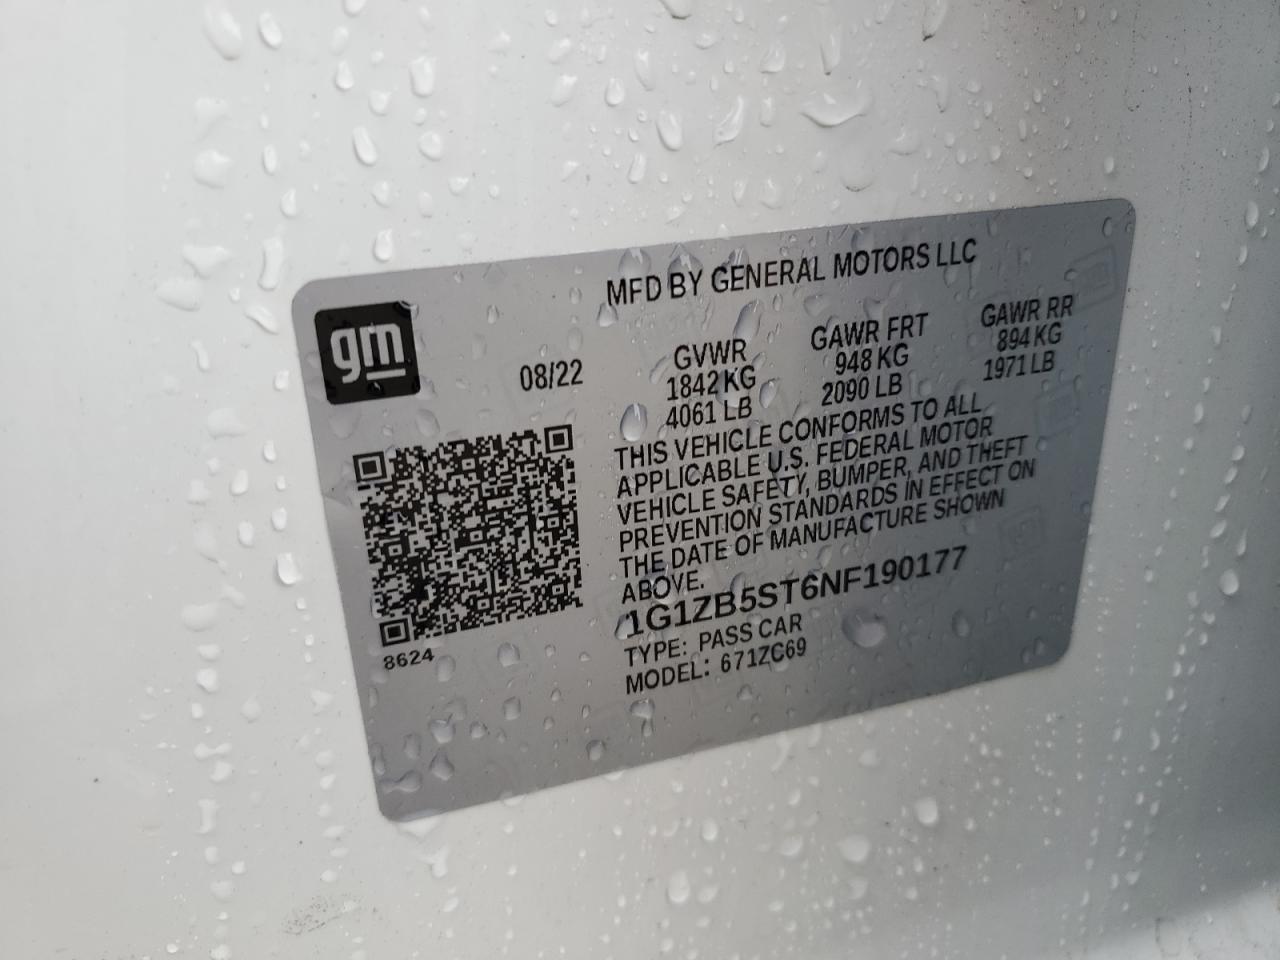 MFD BY GENERAL MOTORS LLC
gm
08/22
GVWR
1842 KG
4061 LB
GAWR FRT
948 KG
2090 LB
GAWR RR
894 KG
1971 LB
THIS VEHICLE CONFORMS TO ALL
APPLICABLE U.S. FEDERAL MOTOR
VEHICLE SAFETY, BUMPER, AND THEFT
PREVENTION STANDARDS IN EFFECT ON
THE DATE OF MANUFACTURE SHOWN
ABOVE.
1G1ZB5ST6NF190177
TYPE: PASS CAR
MODEL: 671ZC69
8624